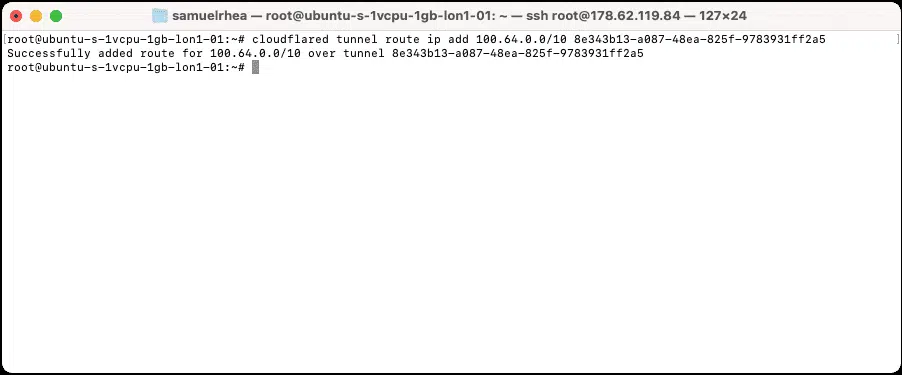 samuelrhea — root@ubuntu-s-1vcpu-1gb-lon1-01: ~ — ssh root@178.62.119.84 — 127×24
[root@ubuntu-s-1vcpu-1gb-lon1-01:~# cloudflared tunnel route ip add 100.64.0.0/10 8e343b13-a087-48ea-825f-9783931ff2a5 ]
Successfully added route for 100.64.0.0/10 over tunnel 8e343b13-a087-48ea-825f-9783931ff2a5
root@ubuntu-s-1vcpu-1gb-lon1-01:~#